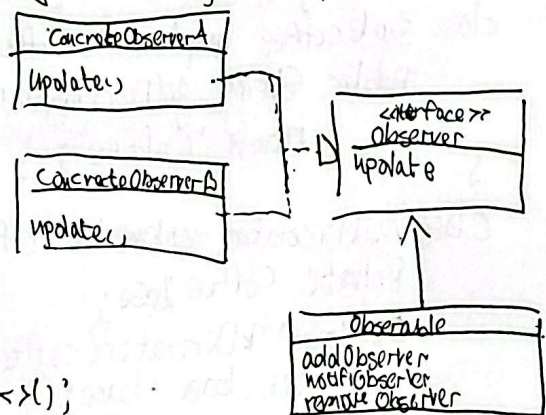 ConcreteObserverA
update()
ConcreteObserverB
update()
<<interface>>
Observer
update
Observable
addObserver
notifiObserver
remove Observer
<>();